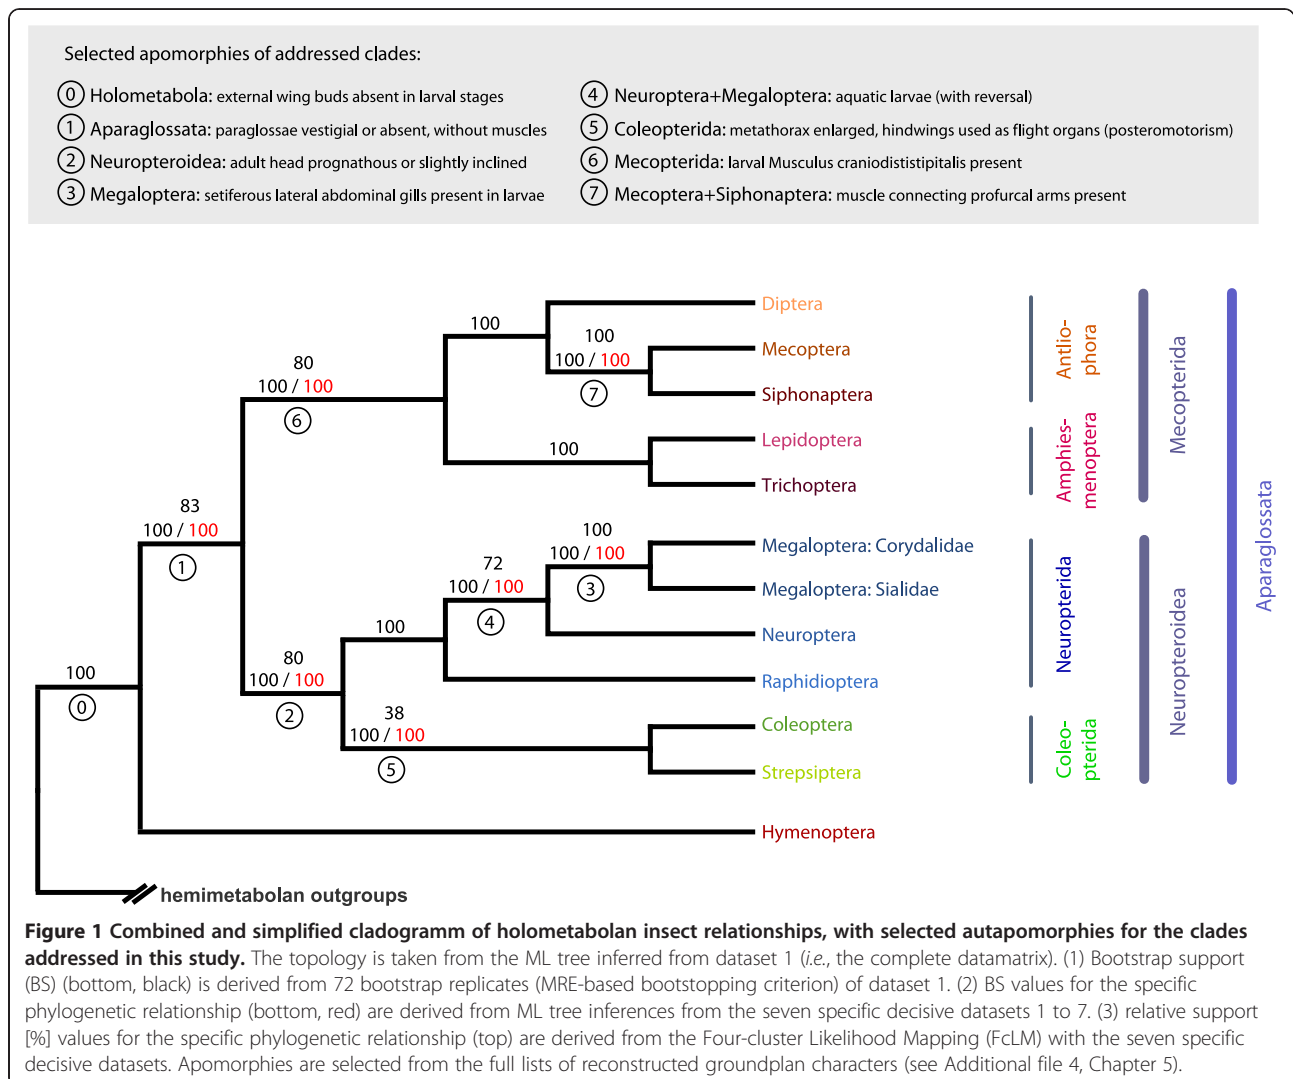 Selected apomorphies of addressed clades:
0 Holometabola: external wing buds absent in larval stages
1 Aparaglossata: paraglossae vestigial or absent, without muscles
2 Neuropteroidea: adult head prognathous or slightly inclined
3 Megaloptera: setiferous lateral abdominal gills present in larvae
4 Neuroptera+Megaloptera: aquatic larvae (with reversal)
5 Coleopterida: metathorax enlarged, hindwings used as flight organs (posteromotorism)
6 Mecopterida: larval Musculus craniodististipitalis present
7 Mecoptera+Siphonaptera: muscle connecting profurcal arms present
Diptera
100
100
Mecoptera
100 / 100
80
100 / 100
7
Siphonaptera
6
Lepidoptera
100
Trichoptera
83
100 / 100
1
100
Megaloptera: Corydalidae
100 / 100
72
100 / 100
3
Megaloptera: Sialidae
4
100
Neuroptera
80
100 / 100
2
Raphidioptera
100
0
38
100 / 100
5
Coleoptera
Strepsiptera
Hymenoptera
hemimetabolan outgroups
Antlio-
phora
Amphies-
menoptera
Neuropterida
Coleo-
pterida
Mecopterida
Neuropteroidea
Aparaglossata
Figure 1 Combined and simplified cladogramm of holometabolan insect relationships, with selected autapomorphies for the clades
addressed in this study. The topology is taken from the ML tree inferred from dataset 1 (i.e., the complete datamatrix). (1) Bootstrap support
(BS) (bottom, black) is derived from 72 bootstrap replicates (MRE-based bootstopping criterion) of dataset 1. (2) BS values for the specific
phylogenetic relationship (bottom, red) are derived from ML tree inferences from the seven specific decisive datasets 1 to 7. (3) relative support
[%] values for the specific phylogenetic relationship (top) are derived from the Four-cluster Likelihood Mapping (FcLM) with the seven specific
decisive datasets. Apomorphies are selected from the full lists of reconstructed groundplan characters (see Additional file 4, Chapter 5).